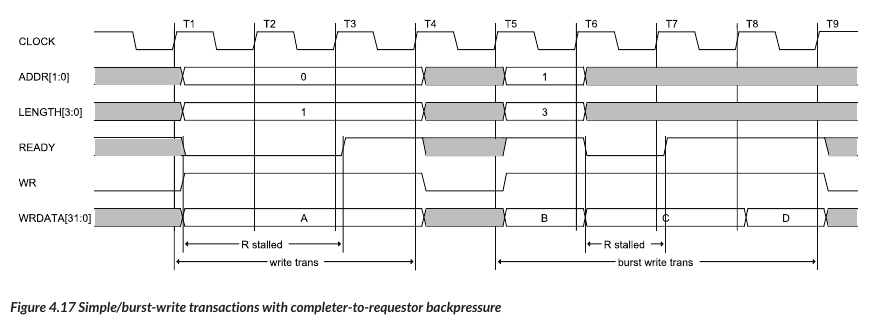 T1 T2 T3 T4 T5 T6 T7 T8 T9
CLOCK
ADDR[1:0] 0 1
LENGTH[3:0] 1 3
READY
WR
WRDATA[31:0] A B C D
R stalled R stalled
write trans burst write trans
Figure 4.17 Simple/burst-write transactions with completer-to-requestor backpressure